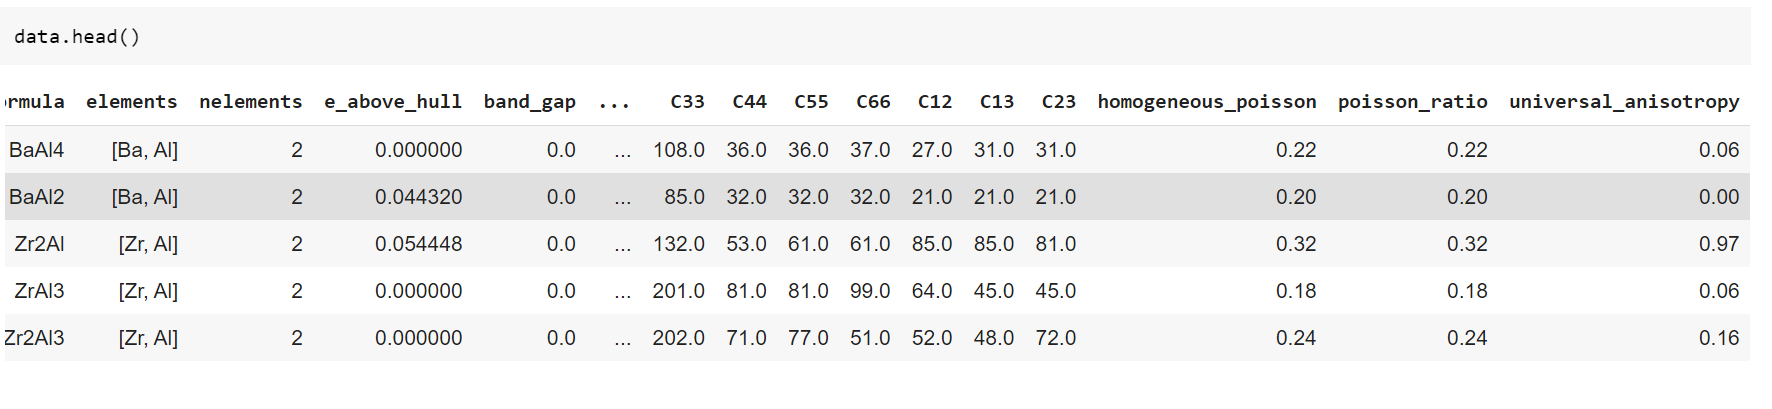 data.head()
ormula elements nelements e_above_hull band_gap ... C33 C44 C55 C66 C12 C13 C23 homogeneous_poisson poisson_ratio universal_anisotropy
BaAl4 [Ba, Al] 2 0.000000 0.0 ... 108.0 36.0 36.0 37.0 27.0 31.0 31.0 0.22 0.22 0.06
BaAl2 [Ba, Al] 2 0.044320 0.0 ... 85.0 32.0 32.0 32.0 21.0 21.0 21.0 0.20 0.20 0.00
Zr2Al [Zr, Al] 2 0.054448 0.0 ... 132.0 53.0 61.0 61.0 85.0 85.0 81.0 0.32 0.32 0.97
ZrAl3 [Zr, Al] 2 0.000000 0.0 ... 201.0 81.0 81.0 99.0 64.0 45.0 45.0 0.18 0.18 0.06
Zr2Al3 [Zr, Al] 2 0.000000 0.0 ... 202.0 71.0 77.0 51.0 52.0 48.0 72.0 0.24 0.24 0.16